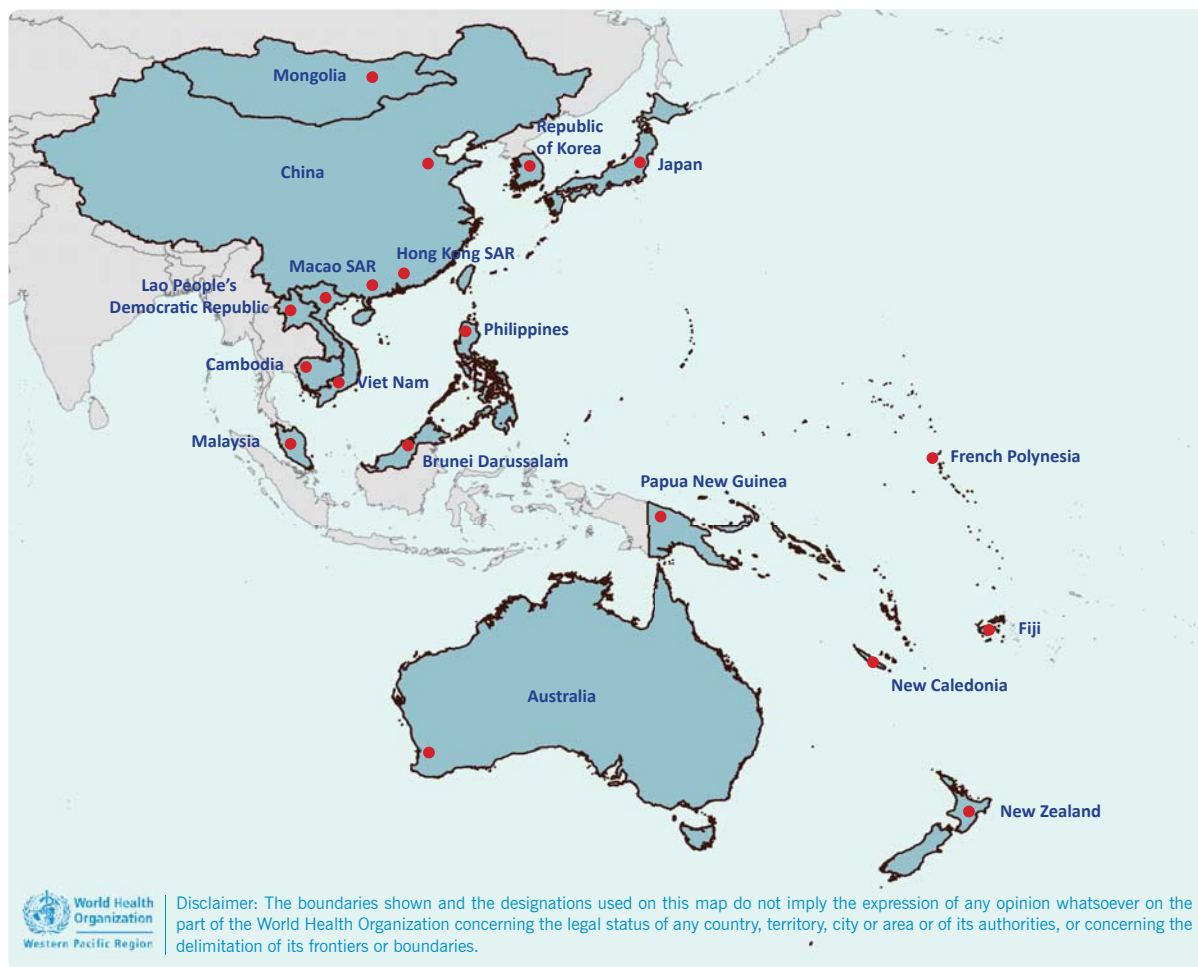 Mongolia
Republic
of Korea
China
Japan
Hong Kong SAR
Macao SAR
Lao People's
Democratic Republic
Philippines
Cambodia
Viet Nam
Malaysia
Brunei Darussalam
French Polynesia
Papua New Guinea
Fiji
New Caledonia
Australia
New Zealand
World Health
Organization
Western Pacific Region
Disclaimer: The boundaries shown and the designations used on this map do not imply the expression of any opinion whatsoever on the
part of the World Health Organization concerning the legal status of any country, territory, city or area or of its authorities, or concerning the
delimitation of its frontiers or boundaries.